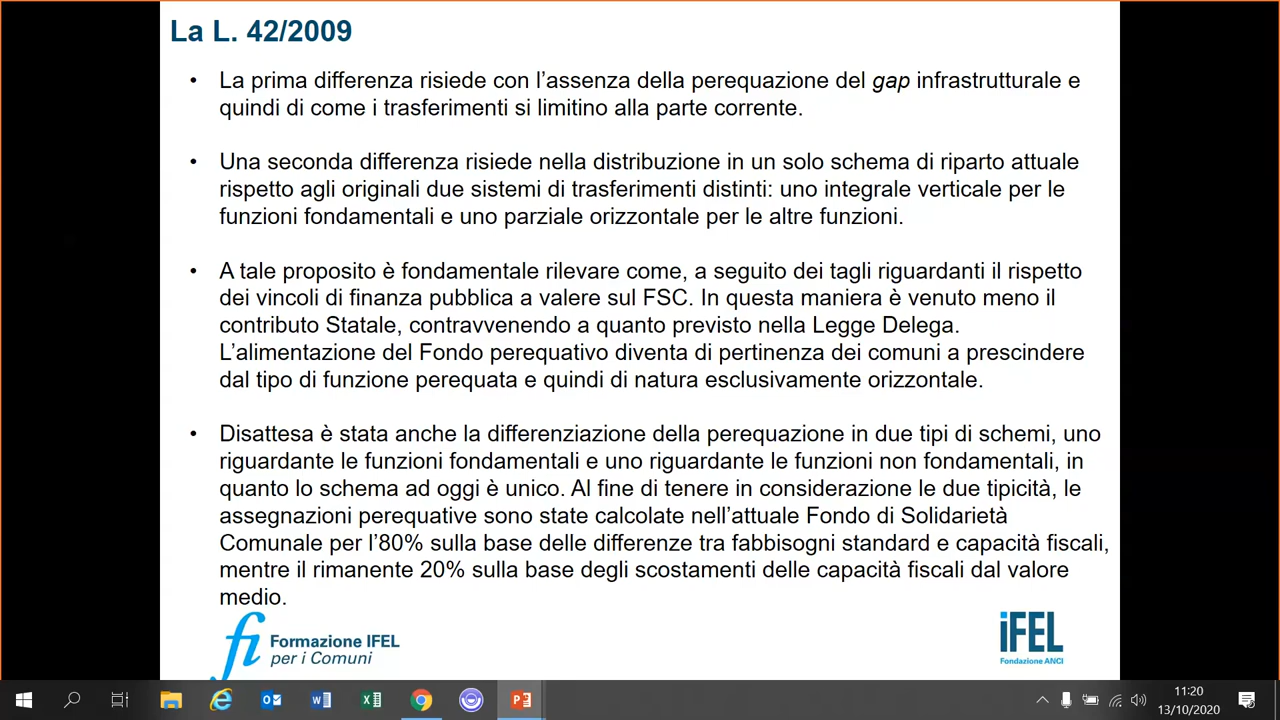 La L. 42/2009
• La prima differenza risiede con l'assenza della perequazione del gap infrastrutturale e
quindi di come i trasferimenti si limitino alla parte corrente.
• Una seconda differenza risiede nella distribuzione in un solo schema di riparto attuale
rispetto agli originali due sistemi di trasferimenti distinti: uno integrale verticale per le
funzioni fondamentali e uno parziale orizzontale per le altre funzioni.
• A tale proposito è fondamentale rilevare come, a seguito dei tagli riguardanti il rispetto
dei vincoli di finanza pubblica a valere sul FSC. In questa maniera è venuto meno il
contributo Statale, contravvenendo a quanto previsto nella Legge Delega.
L'alimentazione del Fondo perequativo diventa di pertinenza dei comuni a prescindere
dal tipo di funzione perequata e quindi di natura esclusivamente orizzontale.
• Disattesa è stata anche la differenziazione della perequazione in due tipi di schemi, uno
riguardante le funzioni fondamentali e uno riguardante le funzioni non fondamentali, in
quanto lo schema ad oggi è unico. Al fine di tenere in considerazione le due tipicità, le
assegnazioni perequative sono state calcolate nell'attuale Fondo di Solidarietà
Comunale per l'80% sulla base delle differenze tra fabbisogni standard e capacità fiscali,
mentre il rimanente 20% sulla base degli scostamenti delle capacità fiscali dal valore
medio.
fi Formazione IFEL
per i Comuni
iFEL
Fondazione ANCI
11:20
13/10/2020